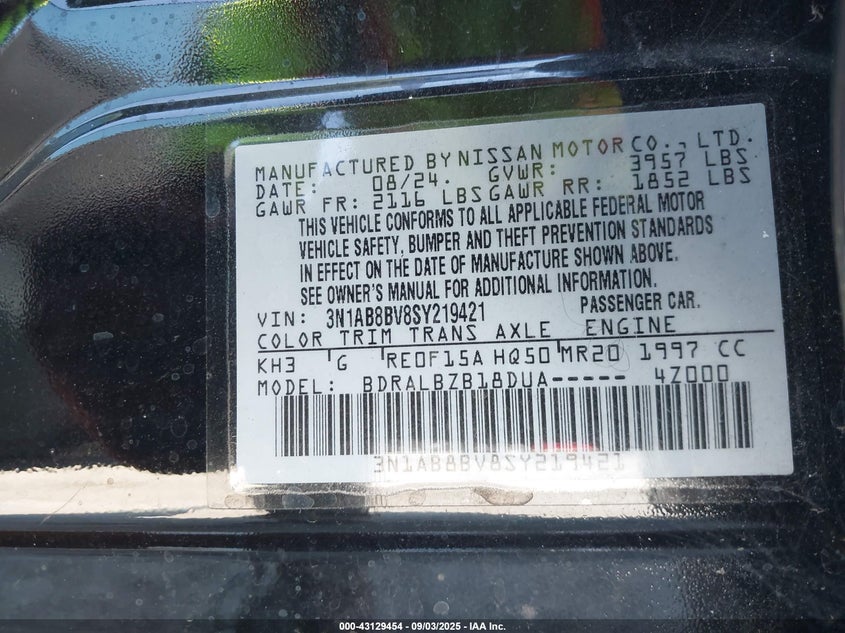 MANUFACTURED BY NISSAN MOTOR CO., LTD.
DATE: 08/24. GVWR: 3957 LBS
GAWR FR: 2116 LBS GAWR RR: 1852 LBS
THIS VEHICLE CONFORMS TO ALL APPLICABLE FEDERAL MOTOR
VEHICLE SAFETY, BUMPER AND THEFT PREVENTION STANDARDS
IN EFFECT ON THE DATE OF MANUFACTURE SHOWN ABOVE.
SEE OWNER'S MANUAL FOR ADDITIONAL INFORMATION.
VIN: 3N1AB8BV8SY219421 PASSENGER CAR.
COLOR TRIM TRANS AXLE ENGINE
KH3 G RE0F15A HQ50 MR20 1997 CC
MODEL: BDRALBZB18DUA----- 4Z000
3N1AB8BV8SY219421
000-43129454 - 09/03/2025 - IAA Inc.